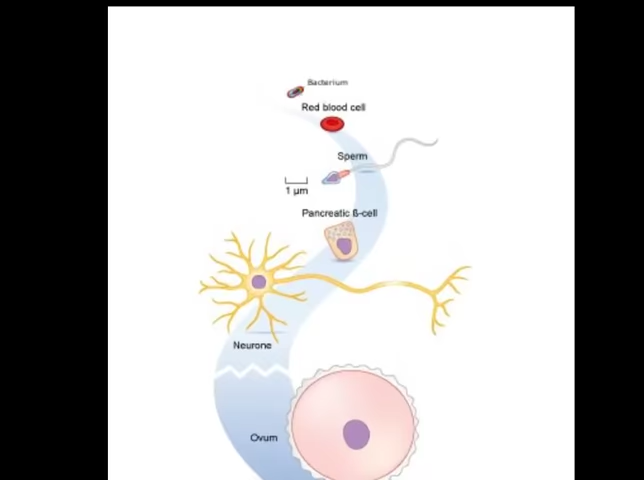 Bacterium
Red blood cell
Sperm
1 µm
Pancreatic ß-cell
Neurone
Ovum